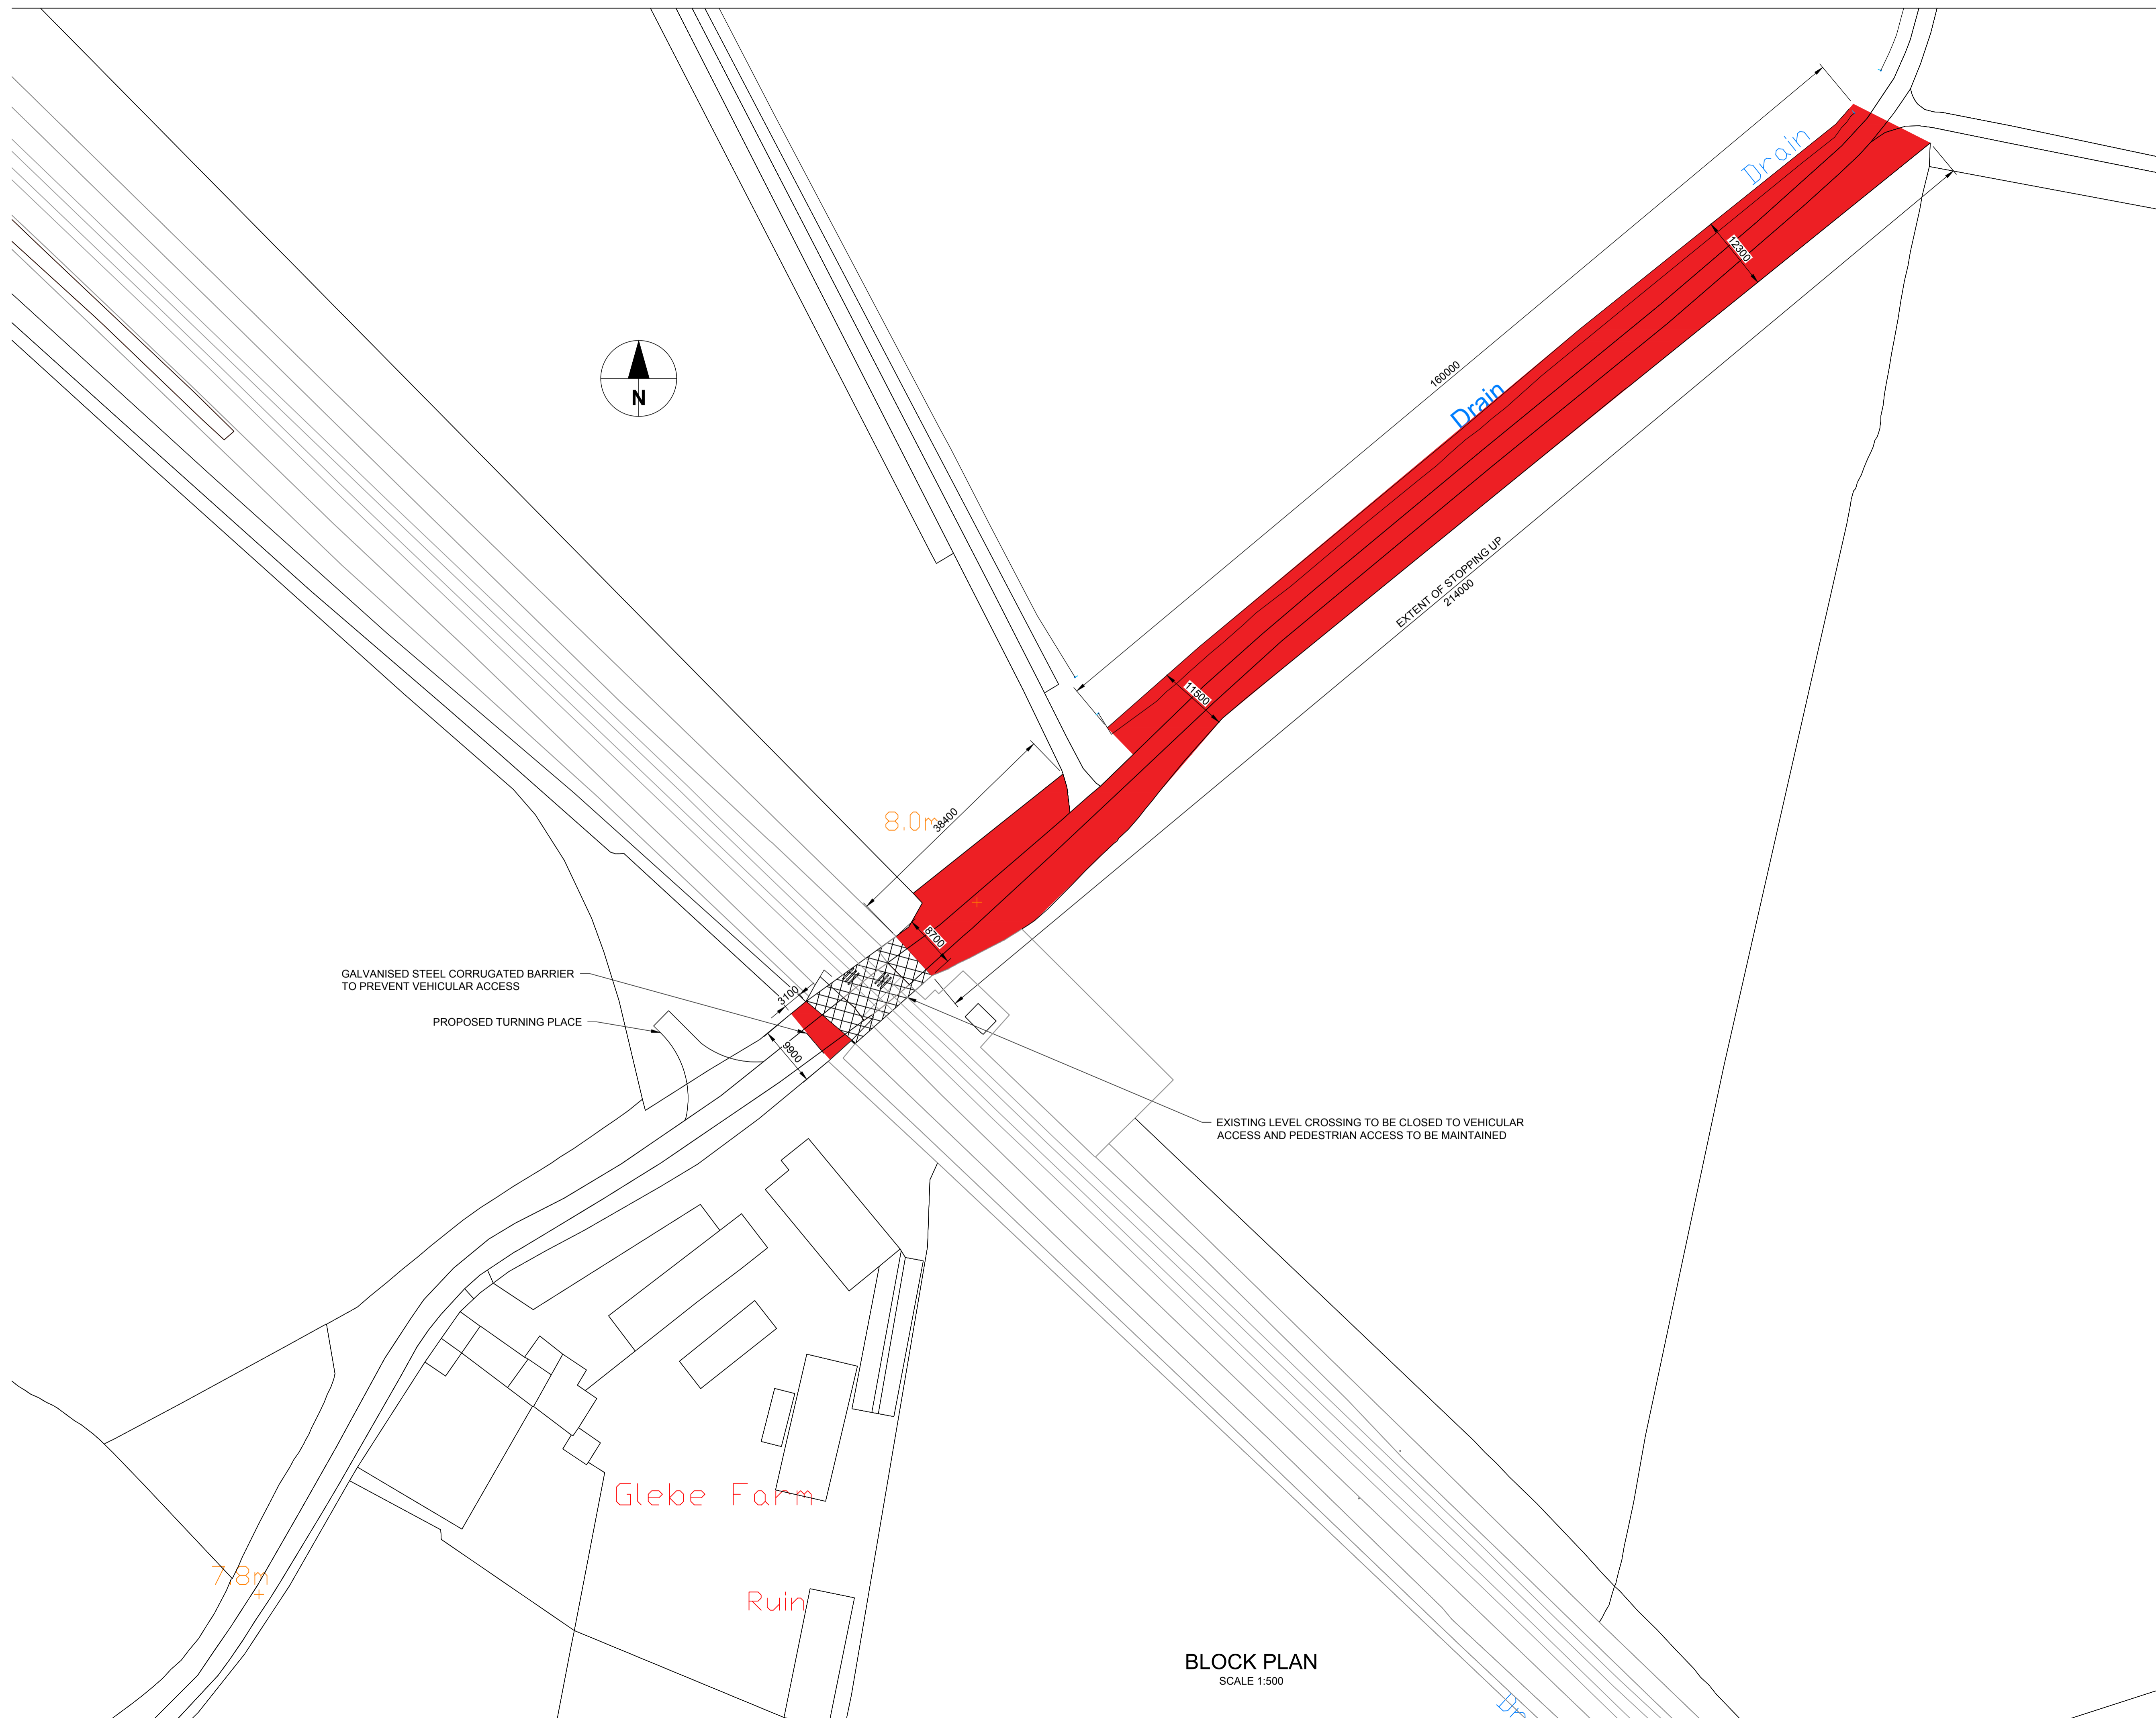 Drain
12300
N
160000
Drain
EXTENT OF STOPPING UP
214000
11500
8.0m
38400
8700
GALVANISED STEEL CORRUGATED BARRIER
TO PREVENT VEHICULAR ACCESS
3100
PROPOSED TURNING PLACE
9900
EXISTING LEVEL CROSSING TO BE CLOSED TO VEHICULAR
ACCESS AND PEDESTRIAN ACCESS TO BE MAINTAINED
Glebe Farm
7.8m
Ruin
BLOCK PLAN
SCALE 1:500